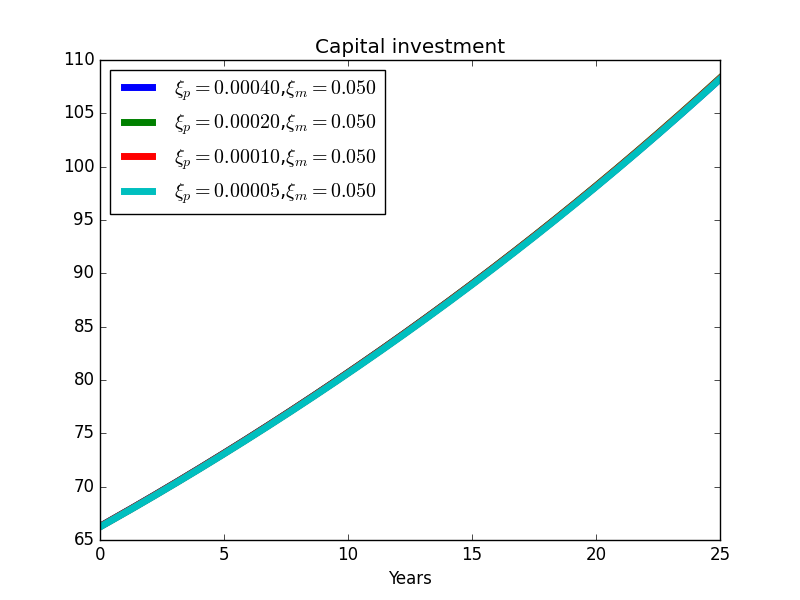 Capital investment
110
105
100
95
90
85
80
75
70
65
ξₚ = 0.00040,ξₘ = 0.050
ξₚ = 0.00020,ξₘ = 0.050
ξₚ = 0.00010,ξₘ = 0.050
ξₚ = 0.00005,ξₘ = 0.050
0 5 10 15 20 25
Years